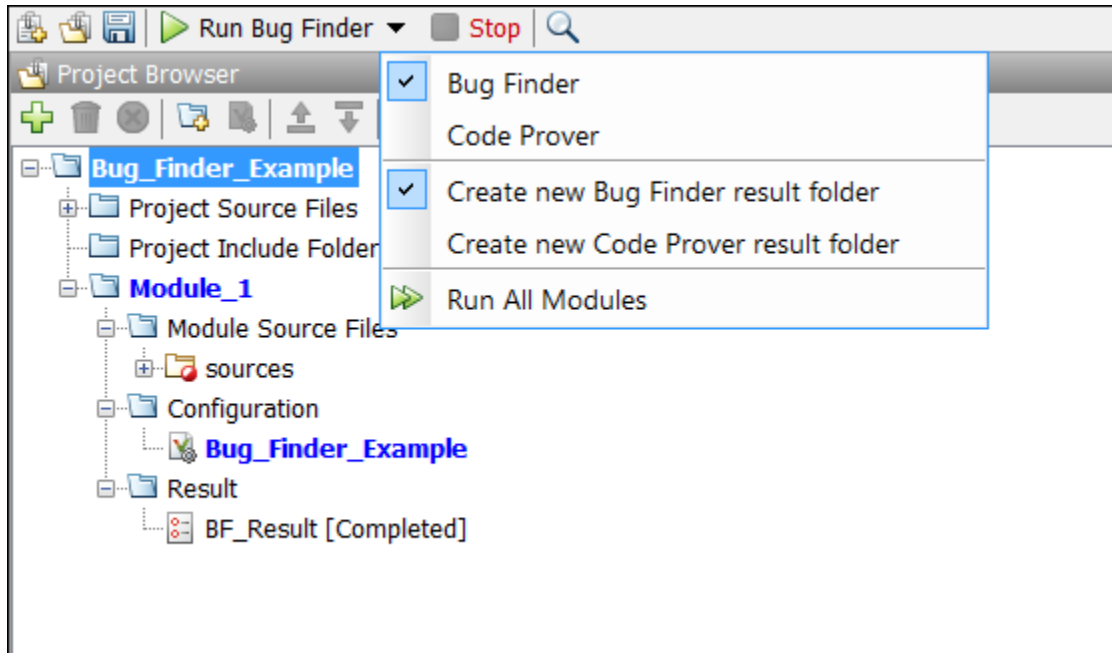 Run Bug Finder Stop
Project Browser
Bug Finder
Code Prover
Create new Bug Finder result folder
Create new Code Prover result folder
Run All Modules
Bug_Finder_Example
Project Source Files
Project Include Folder
Module_1
Module Source Files
sources
Configuration
Bug_Finder_Example
Result
BF_Result [Completed]